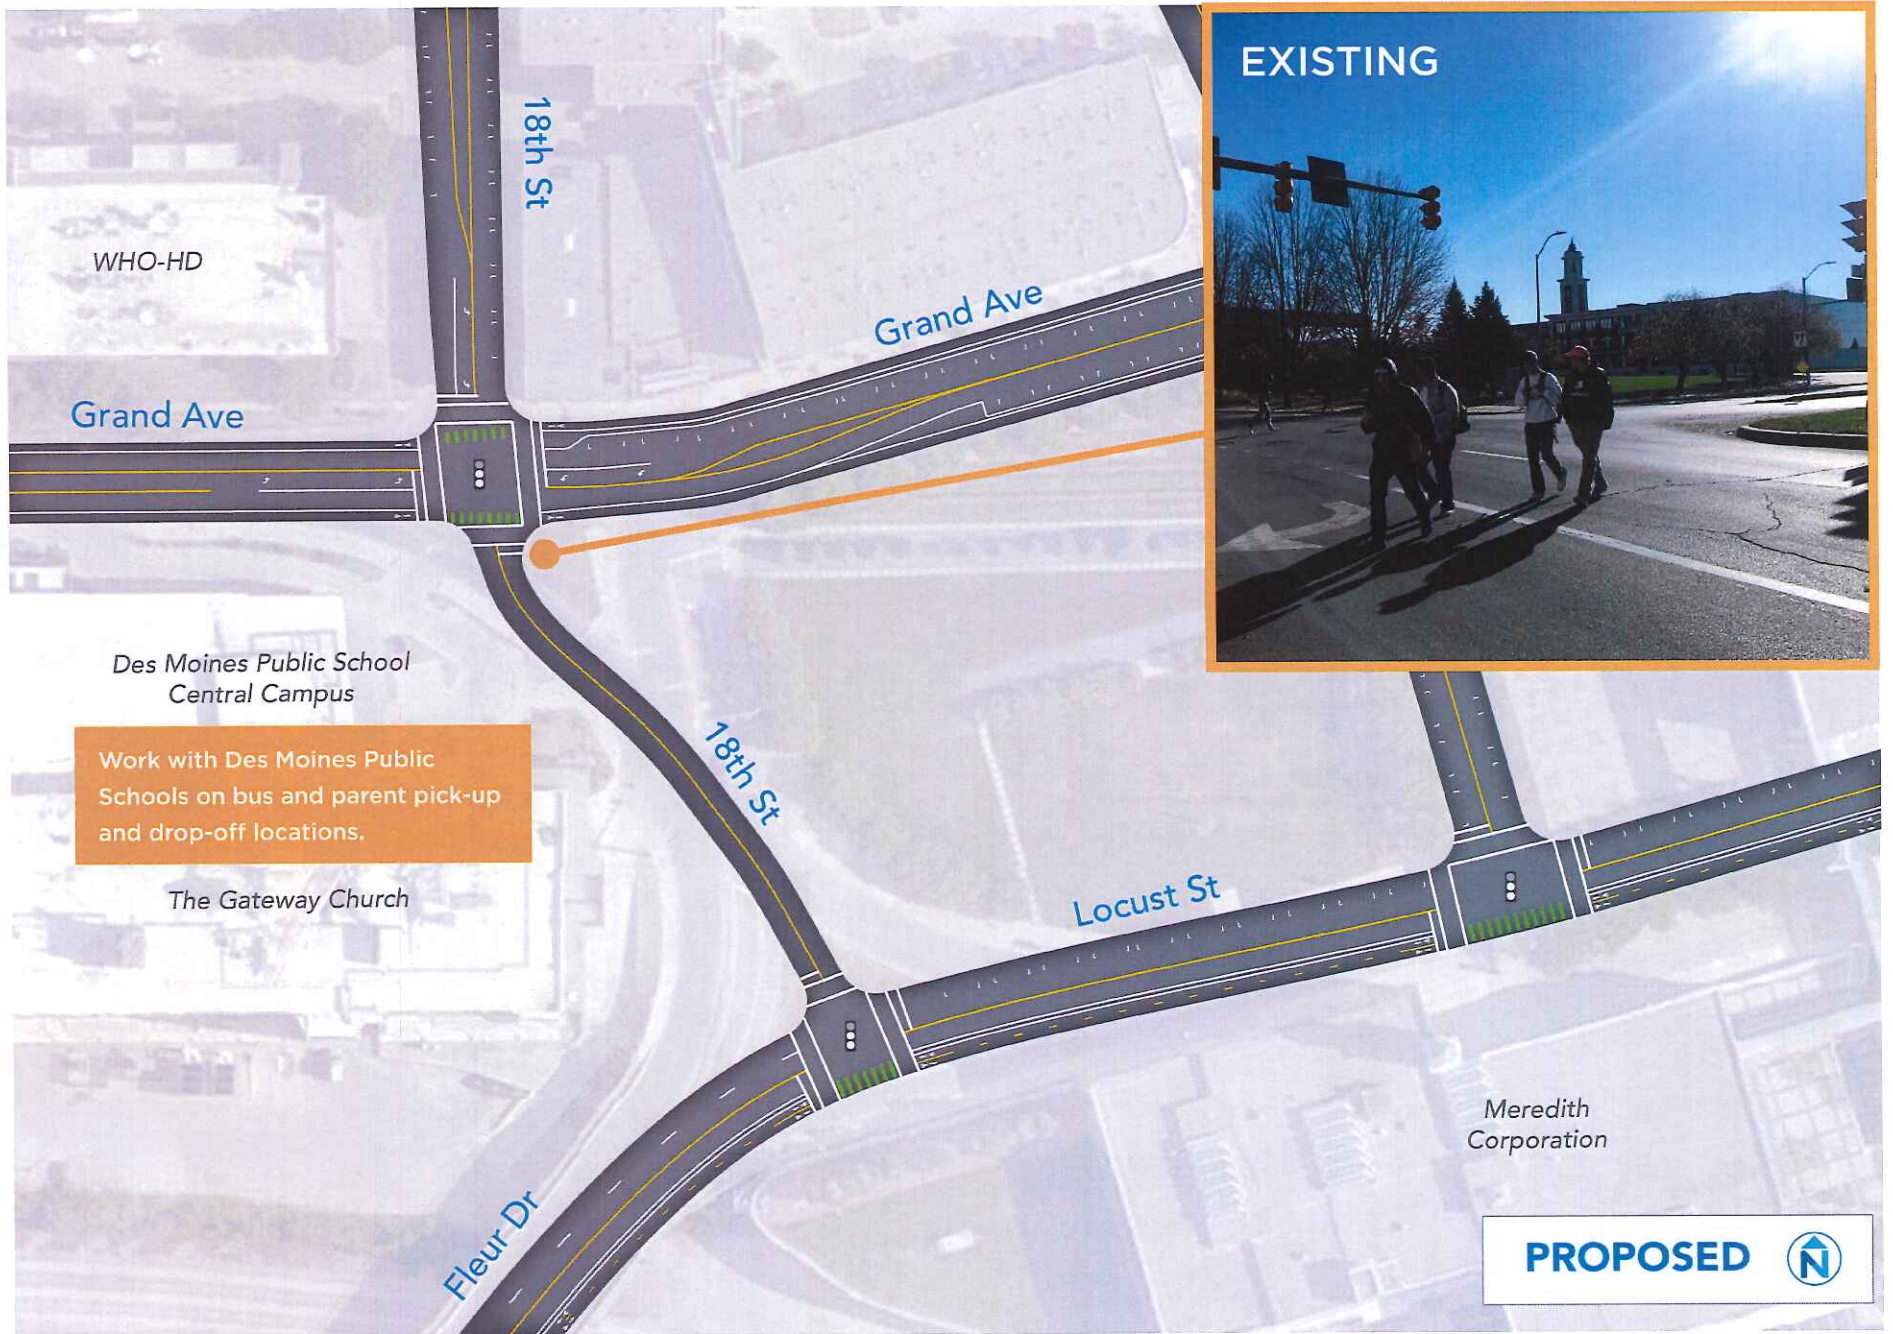 EXISTING
18th St
WHO-HD
Grand Ave
Grand Ave
Des Moines Public School
Central Campus
Work with Des Moines Public
Schools on bus and parent pick-up
and drop-off locations.
18th St
The Gateway Church
Locust St
Meredith
Corporation
Fleur Dr
PROPOSED
N